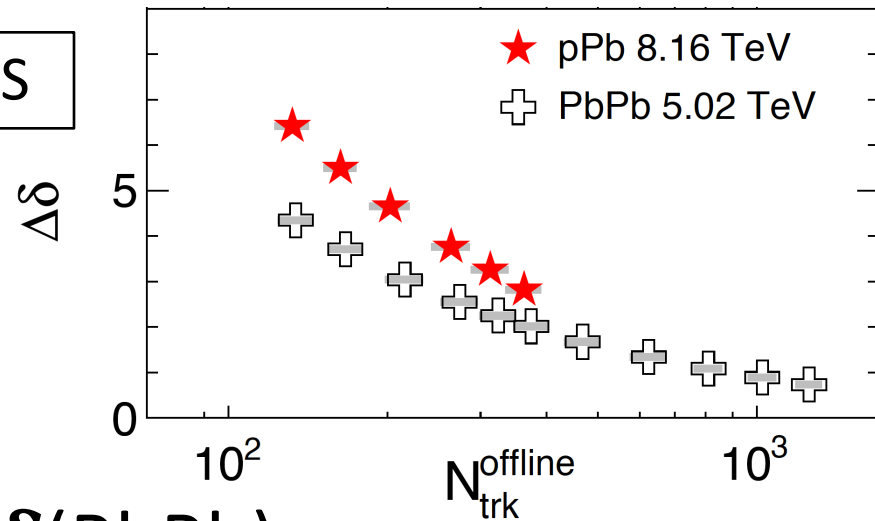 S
pPb 8.16 TeV
PbPb 5.02 TeV
Δδ
5
0
10²
10³
N_trk^offline